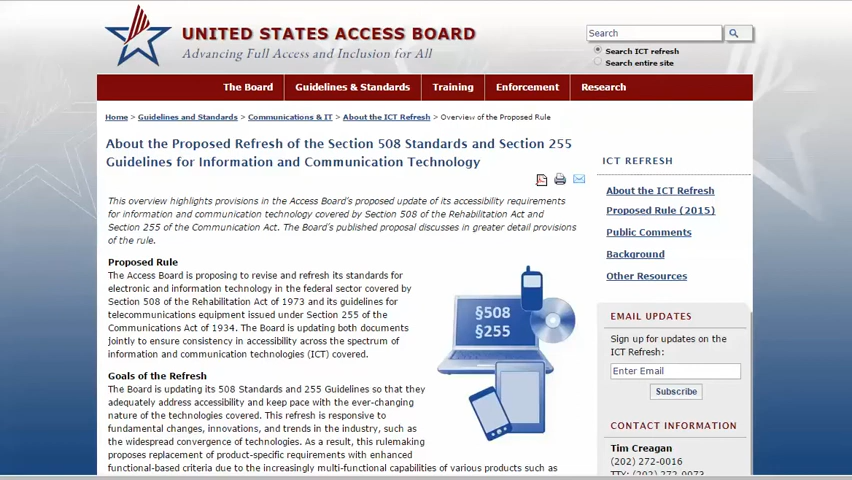 UNITED STATES ACCESS BOARD
Advancing Full Access and Inclusion for All
Search
Search ICT refresh
Search entire site
The Board
Guidelines & Standards
Training
Enforcement
Research
Home > Guidelines and Standards > Communications & IT > About the ICT Refresh > Overview of the Proposed Rule
About the Proposed Refresh of the Section 508 Standards and Section 255
Guidelines for Information and Communication Technology
This overview highlights provisions in the Access Board's proposed update of its accessibility requirements
for information and communication technology covered by Section 508 of the Rehabilitation Act and
Section 255 of the Communication Act. The Board's published proposal discusses in greater detail provisions
of the rule.
Proposed Rule
The Access Board is proposing to revise and refresh its standards for
electronic and information technology in the federal sector covered by
Section 508 of the Rehabilitation Act of 1973 and its guidelines for
telecommunications equipment issued under Section 255 of the
Communications Act of 1934. The Board is updating both documents
jointly to ensure consistency in accessibility across the spectrum of
information and communication technologies (ICT) covered.
§508
§255
Goals of the Refresh
The Board is updating its 508 Standards and 255 Guidelines so that they
adequately address accessibility and keep pace with the ever-changing
nature of the technologies covered. This refresh is responsive to
fundamental changes, innovations, and trends in the industry, such as
the widespread convergence of technologies. As a result, this rulemaking
proposes replacement of product-specific requirements with enhanced
functional-based criteria due to the increasingly multi-functional capabilities of various products such as
ICT REFRESH
About the ICT Refresh
Proposed Rule (2015)
Public Comments
Background
Other Resources
EMAIL UPDATES
Sign up for updates on the
ICT Refresh:
Enter Email
Subscribe
CONTACT INFORMATION
Tim Creagan
(202) 272-0016
TTY: (202) 272-0073